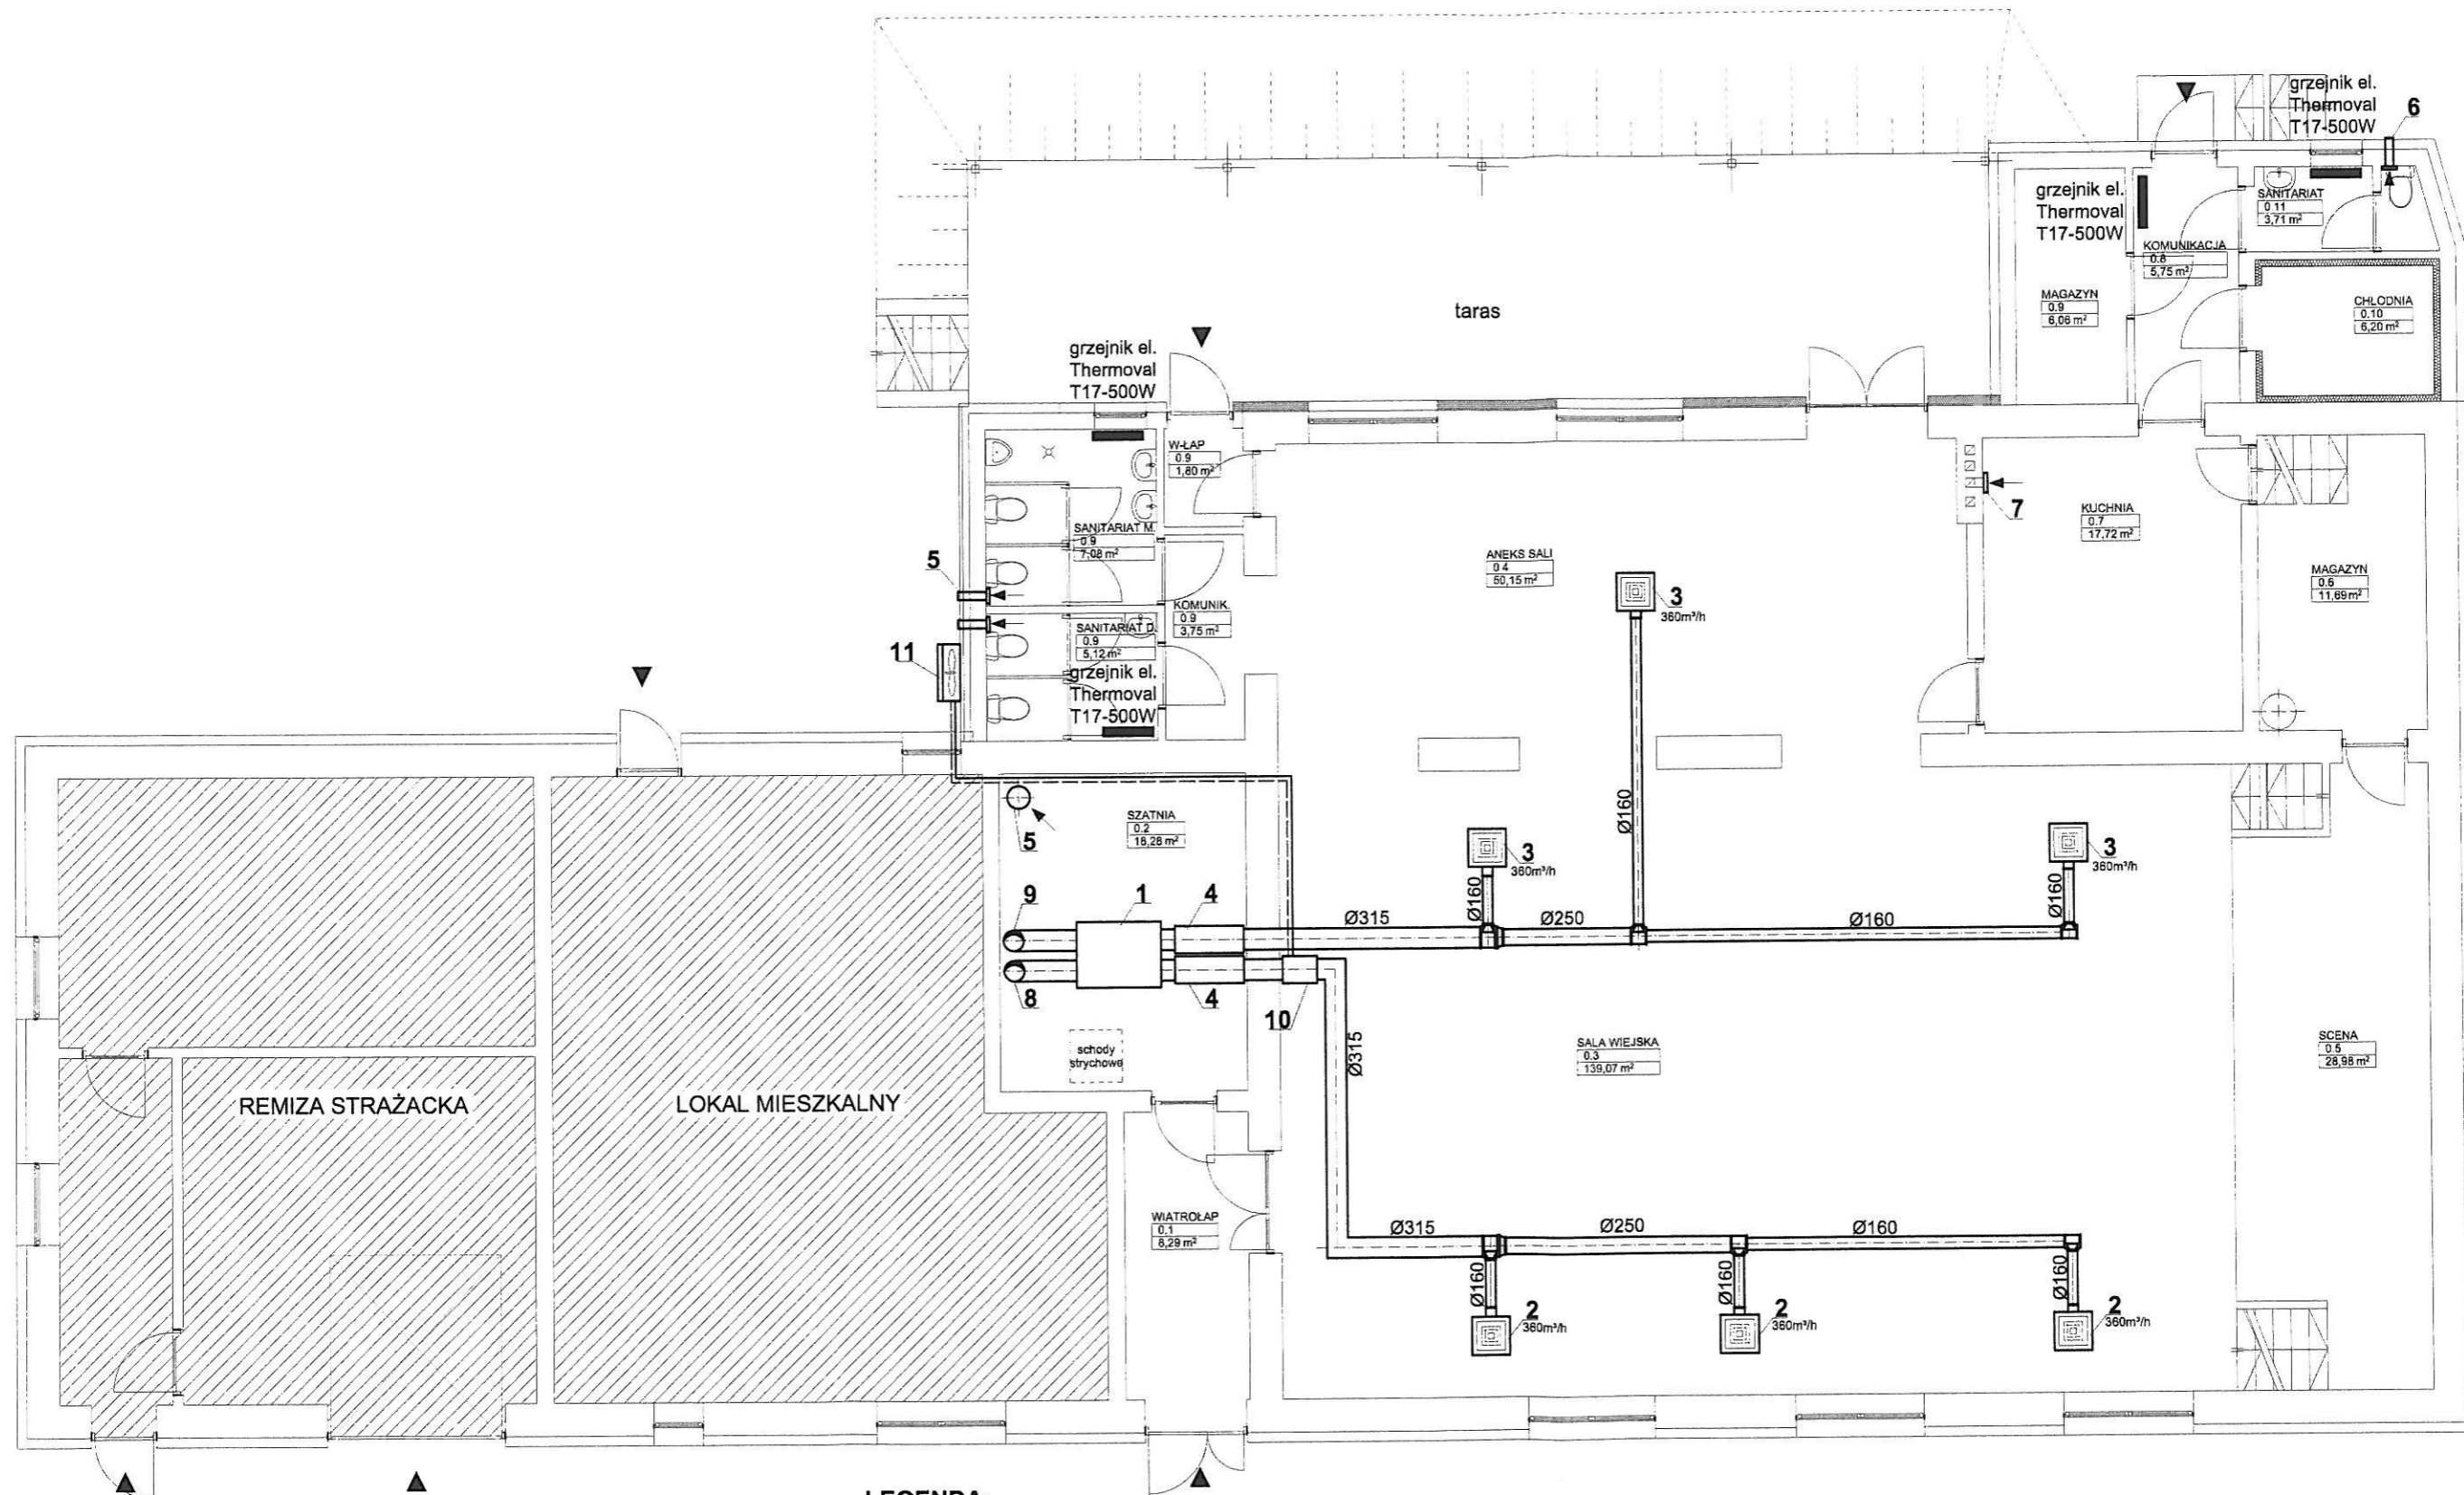 grzejnik el.
Thermoval
T17-500W
6
grzejnik el.
Thermoval
T17-500W
SANITARIAT
0.11
3,71 m²
KOMUNIKACJA
0.8
5,75 m²
MAGAZYN
0.9
6,06 m²
CHŁODNIA
0.10
6,20 m²
taras
grzejnik el.
Thermoval
T17-500W
W-ŁAP
0.9
1,80 m²
7
KUCHNIA
0.7
17,72 m²
SANITARIAT M.
0.9
7,08 m²
5
ANEKS SALI
0.4
50,15 m²
MAGAZYN
0.6
11,69 m²
3
360m³/h
KOMUNIK.
0.9
3,75 m²
SANITARIAT D.
0.9
5,12 m²
11
grzejnik el.
Thermoval
T17-500W
SZATNIA
0.2
18,28 m²
5
Ø160
3
360m³/h
3
360m³/h
Ø160
Ø160
9
1
4
Ø315
Ø250
Ø160
8
4
10
Ø315
schody
strychowe
SALA WIEJSKA
0.3
139,07 m²
SCENA
0.5
28,98 m²
REMIZA STRAŻACKA
LOKAL MIESZKALNY
WIATROŁAP
0.1
8,29 m²
Ø315
Ø250
Ø160
Ø160
Ø160
Ø160
2
360m³/h
2
360m³/h
2
360m³/h
LEGENDA